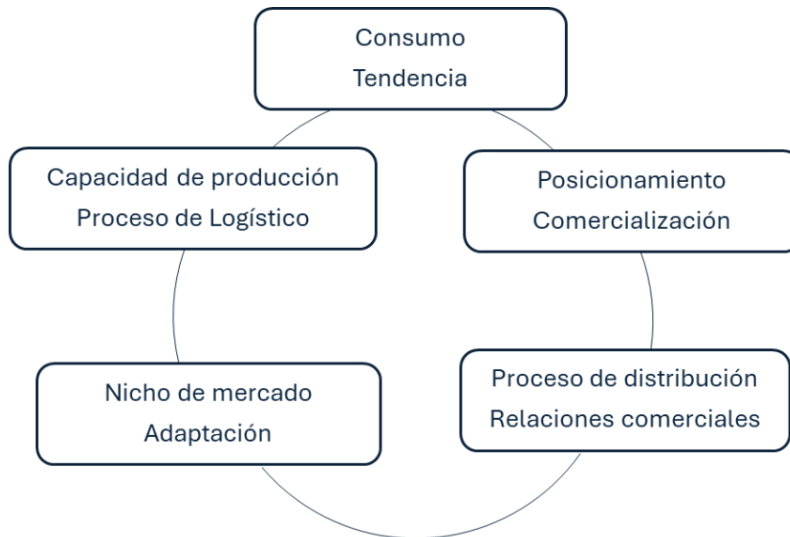 Consumo
Tendencia
Capacidad de producción
Proceso de Logístico
Posicionamiento
Comercialización
Nicho de mercado
Adaptación
Proceso de distribución
Relaciones comerciales